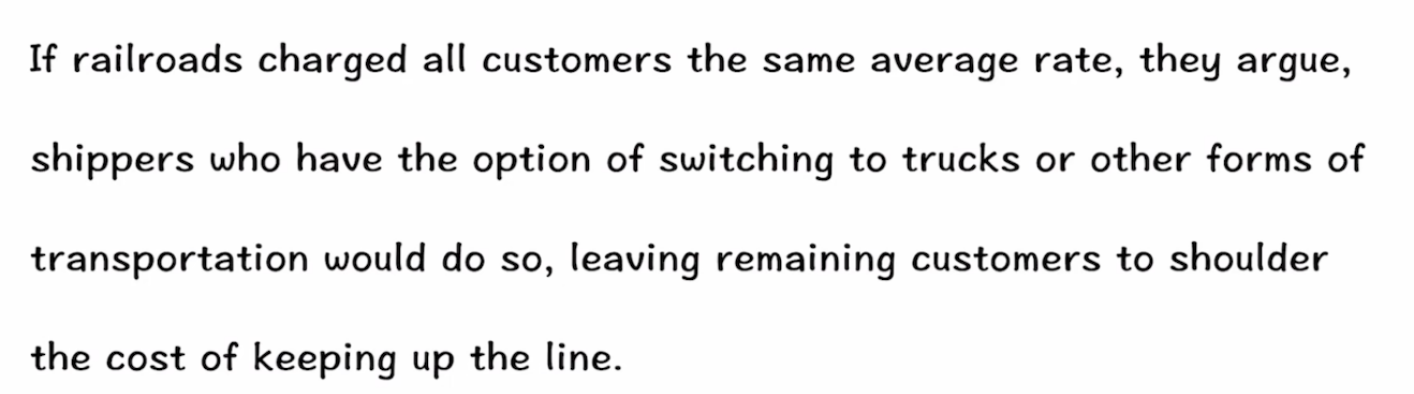 If railroads charged all customers the same average rate, they argue,
shippers who have the option of switching to trucks or other forms of
transportation would do so, leaving remaining customers to shoulder
the cost of keeping up the line.